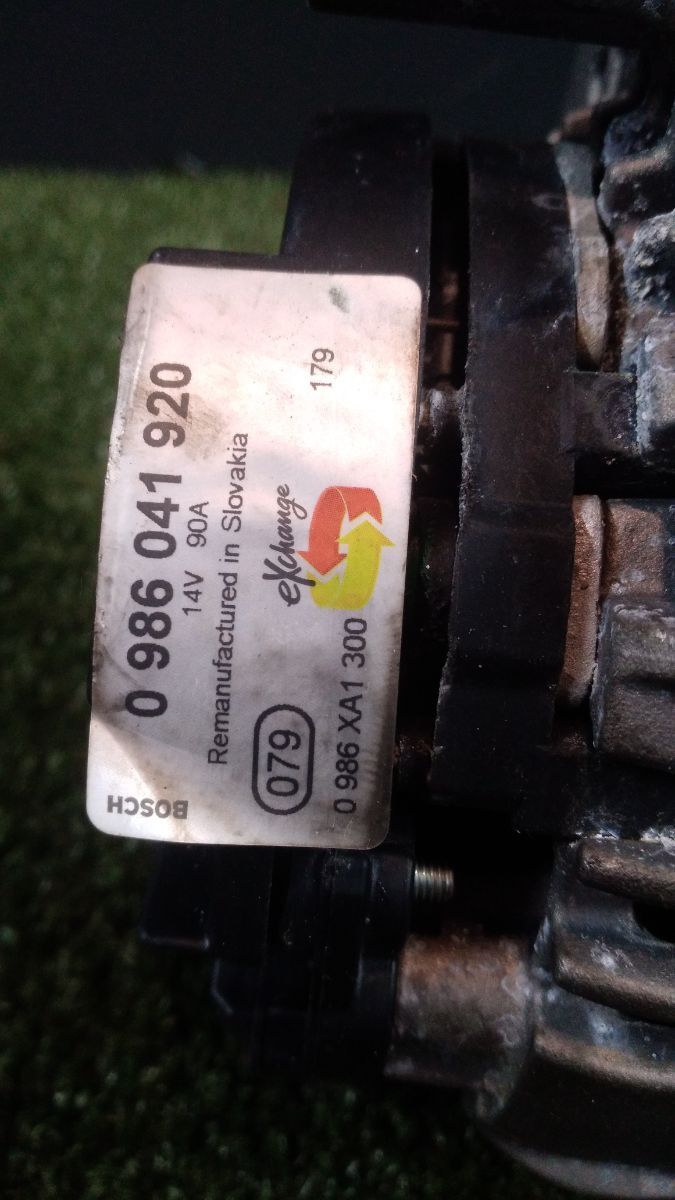 0 986 041 920
14V 90A
Remanufactured in Slovakia
079
eXchange
0 986 XA1 300
179
BOSCH